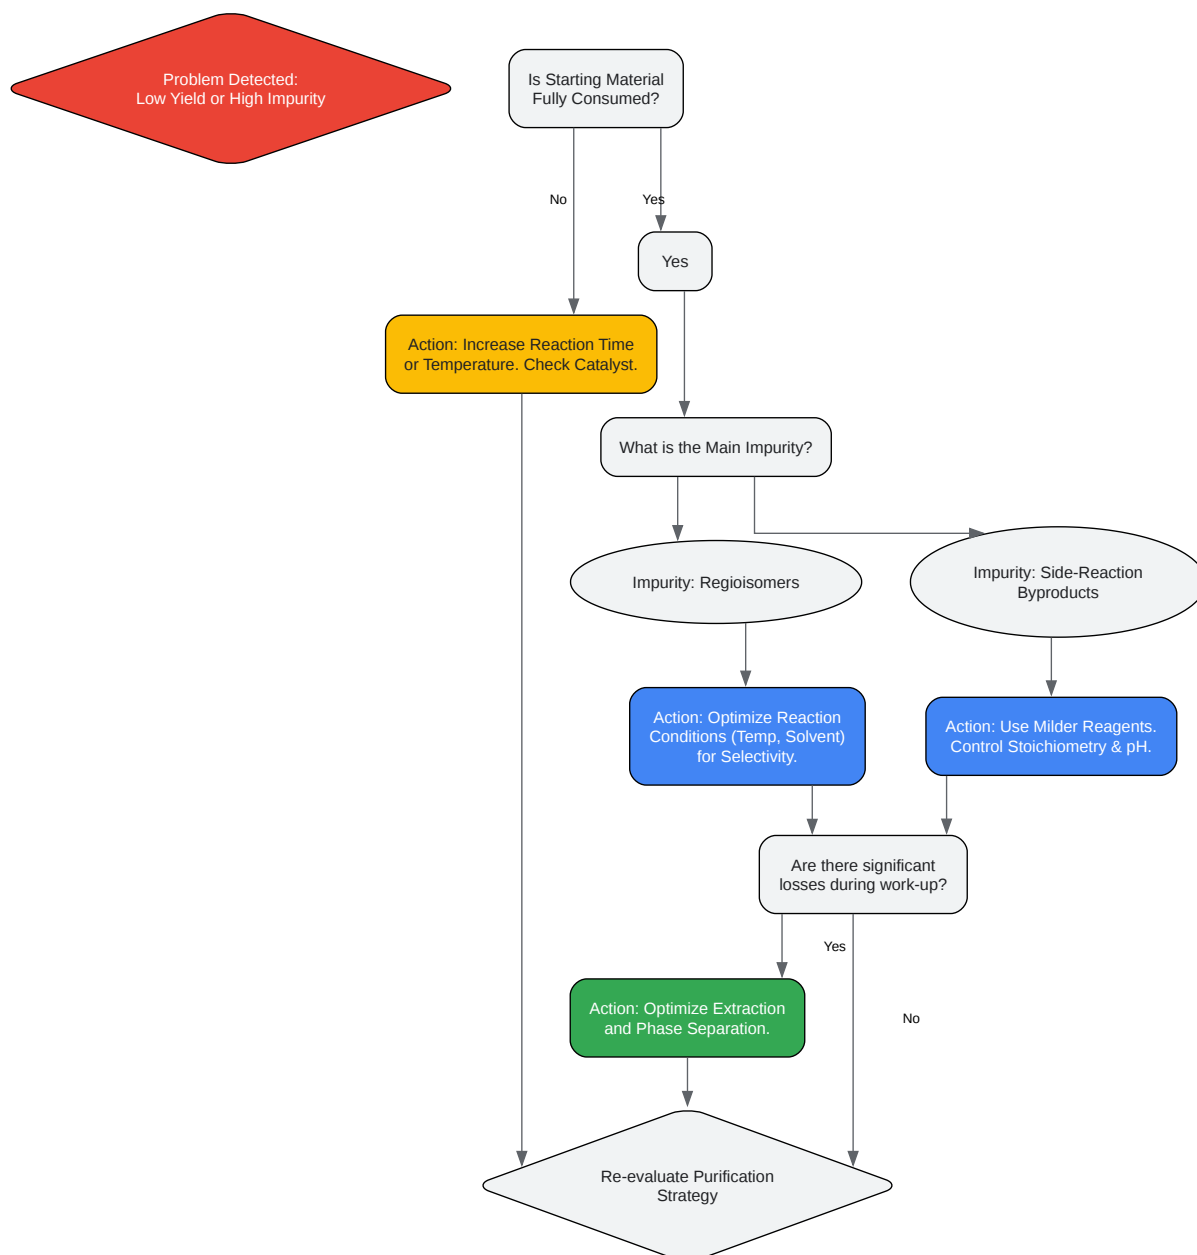 Problem Detected:
Low Yield or High Impurity
Is Starting Material
Fully Consumed?
No
Yes
Yes
Action: Increase Reaction Time
or Temperature. Check Catalyst.
What is the Main Impurity?
Impurity: Regioisomers
Impurity: Side-Reaction
Byproducts
Action: Optimize Reaction
Conditions (Temp, Solvent)
for Selectivity.
Action: Use Milder Reagents.
Control Stoichiometry & pH.
Are there significant
losses during work-up?
Yes
No
Action: Optimize Extraction
and Phase Separation.
Re-evaluate Purification
Strategy